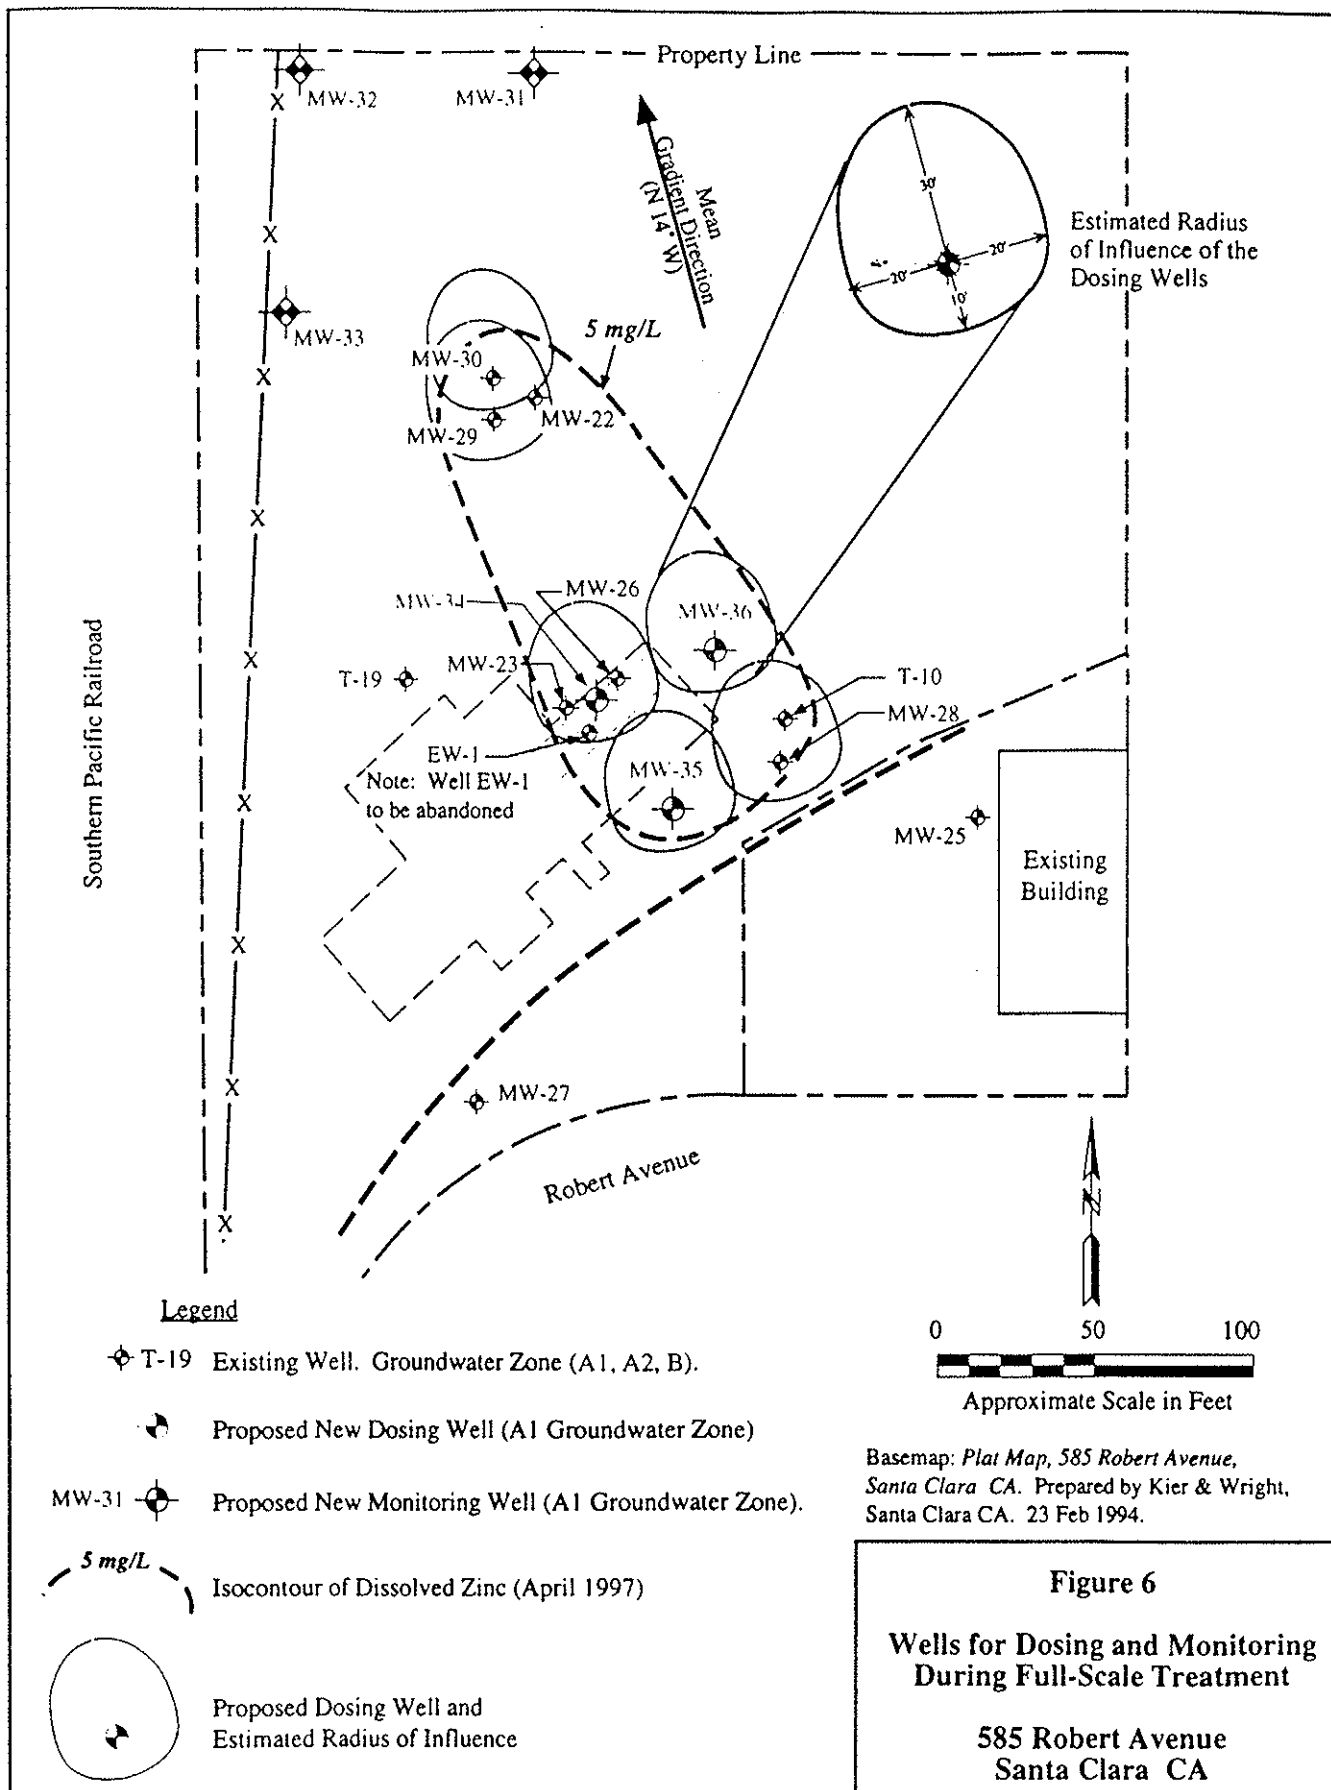 Property Line
MW-32
MW-31
Mean
Gradient Direction
(N 14° W)
30'
20'
20'
Estimated Radius
of Influence of the
Dosing Wells
X
X
MW-33
5 mg/L
MW-30
X
MW-22
MW-29
X
MW-26
MW-34
MW-36
Southern Pacific Railroad
X
T-19
MW-23
T-10
MW-28
EW-1
MW-35
Note: Well EW-1
to be abandoned
X
MW-25
Existing
Building
X
X
MW-27
Robert Avenue
X
N
Legend
T-19 Existing Well. Groundwater Zone (A1, A2, B).
Proposed New Dosing Well (A1 Groundwater Zone)
MW-31 Proposed New Monitoring Well (A1 Groundwater Zone).
5 mg/L
Isocontour of Dissolved Zinc (April 1997)
Proposed Dosing Well and
Estimated Radius of Influence
0 50 100
Approximate Scale in Feet
Basemap: Plat Map, 585 Robert Avenue,
Santa Clara CA. Prepared by Kier & Wright,
Santa Clara CA. 23 Feb 1994.
Figure 6
Wells for Dosing and Monitoring
During Full-Scale Treatment
585 Robert Avenue
Santa Clara CA